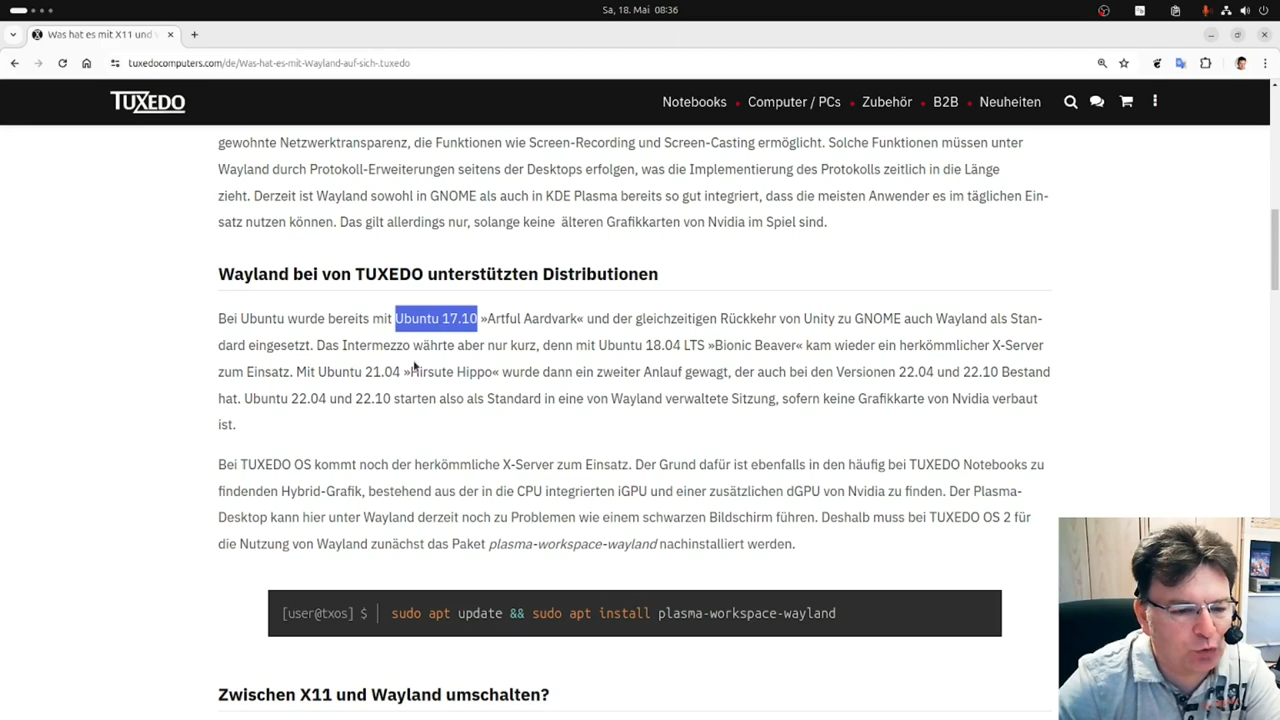 Sa, 18. Mai 08:36
Was hat es mit X11 und
tuxedocomputers.com/de/Was-hat-es-mit-Wayland-auf-sich-.tuxedo
TUXEDO
Notebooks Computer / PCs Zubehör B2B Neuheiten
gewohnte Netzwerktransparenz, die Funktionen wie Screen-Recording und Screen-Casting ermöglicht. Solche Funktionen müssen unter
Wayland durch Protokoll-Erweiterungen seitens der Desktops erfolgen, was die Implementierung des Protokolls zeitlich in die Länge
zieht. Derzeit ist Wayland sowohl in GNOME als auch in KDE Plasma bereits so gut integriert, dass die meisten Anwender es im täglichen Ein-
satz nutzen können. Das gilt allerdings nur, solange keine älteren Grafikkarten von Nvidia im Spiel sind.
Wayland bei von TUXEDO unterstützten Distributionen
Bei Ubuntu wurde bereits mit Ubuntu 17.10 »Artful Aardvark« und der gleichzeitigen Rückkehr von Unity zu GNOME auch Wayland als Stan-
dard eingesetzt. Das Intermezzo währte aber nur kurz, denn mit Ubuntu 18.04 LTS »Bionic Beaver« kam wieder ein herkömmlicher X-Server
zum Einsatz. Mit Ubuntu 21.04 »Hirsute Hippo« wurde dann ein zweiter Anlauf gewagt, der auch bei den Versionen 22.04 und 22.10 Bestand
hat. Ubuntu 22.04 und 22.10 starten also als Standard in eine von Wayland verwaltete Sitzung, sofern keine Grafikkarte von Nvidia verbaut
ist.
Bei TUXEDO OS kommt noch der herkömmliche X-Server zum Einsatz. Der Grund dafür ist ebenfalls in den häufig bei TUXEDO Notebooks zu
findenden Hybrid-Grafik, bestehend aus der in die CPU integrierten iGPU und einer zusätzlichen dGPU von Nvidia zu finden. Der Plasma-
Desktop kann hier unter Wayland derzeit noch zu Problemen wie einem schwarzen Bildschirm führen. Deshalb muss bei TUXEDO OS 2 für
die Nutzung von Wayland zunächst das Paket plasma-workspace-wayland nachinstalliert werden.
[user@txos] $ sudo apt update && sudo apt install plasma-workspace-wayland
Zwischen X11 und Wayland umschalten?